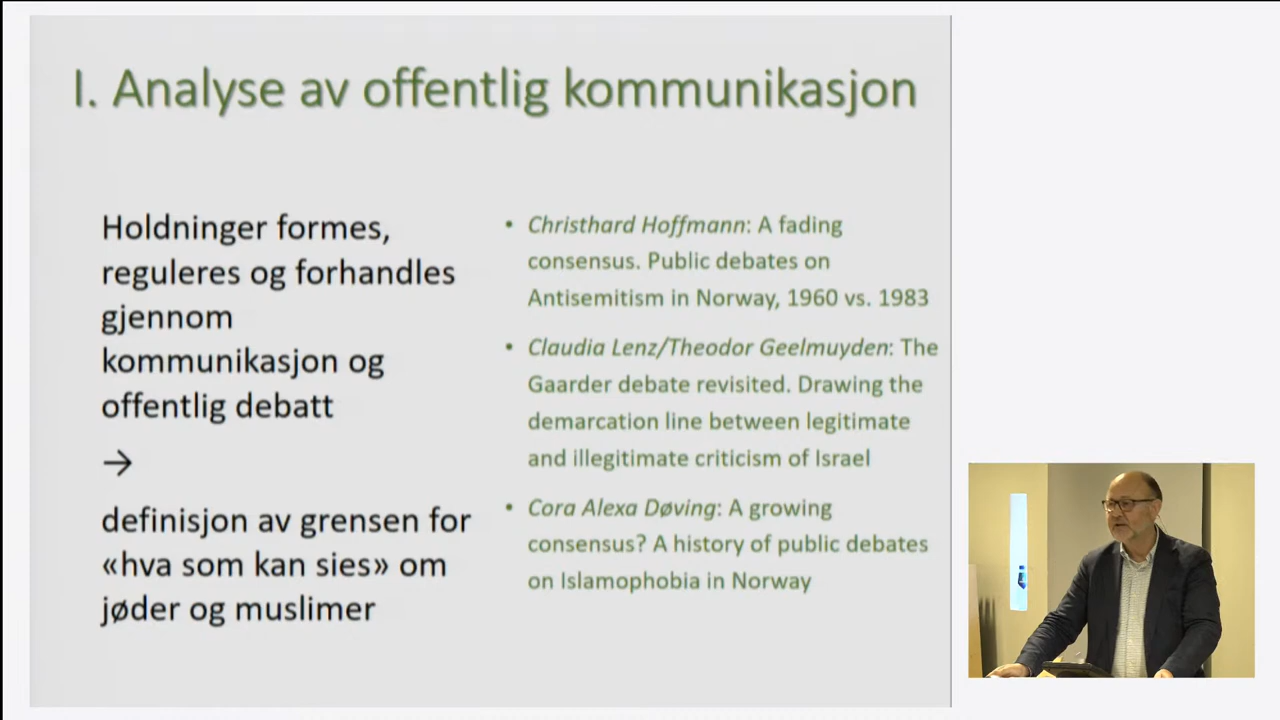 I. Analyse av offentlig kommunikasjon
Holdninger formes,
reguleres og forhandles
gjennom
kommunikasjon og
offentlig debatt
→
definisjon av grensen for
«hva som kan sies» om
jøder og muslimer
• Christhard Hoffmann: A fading
consensus. Public debates on
Antisemitism in Norway, 1960 vs. 1983
• Claudia Lenz/Theodor Geelmuyden: The
Gaarder debate revisited. Drawing the
demarcation line between legitimate
and illegitimate criticism of Israel
• Cora Alexa Døving: A growing
consensus? A history of public debates
on Islamophobia in Norway